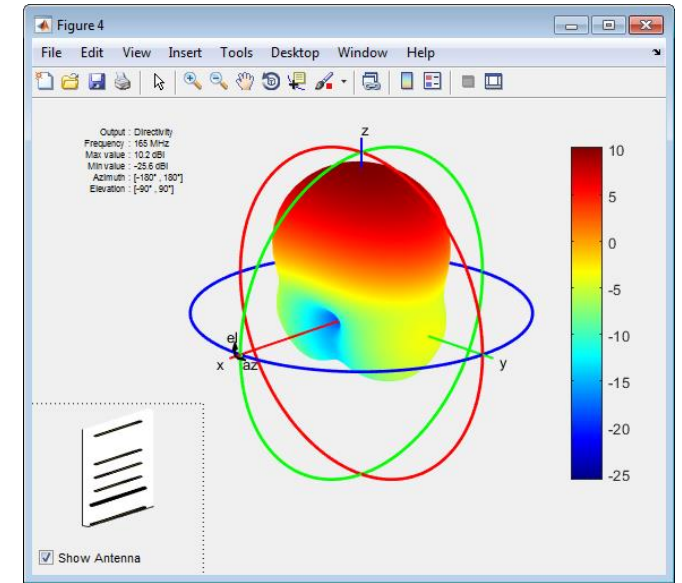 Figure 4
File Edit View Insert Tools Desktop Window Help
Output : Directivity
Frequency : 165 MHz
Max value : 10.2 dBi
Min value : -25.6 dBi
Azimuth : [-180° , 180°]
Elevation : [-90° , 90°]
z
10
5
0
-5
-10
-15
-20
-25
el
x az
y
Show Antenna